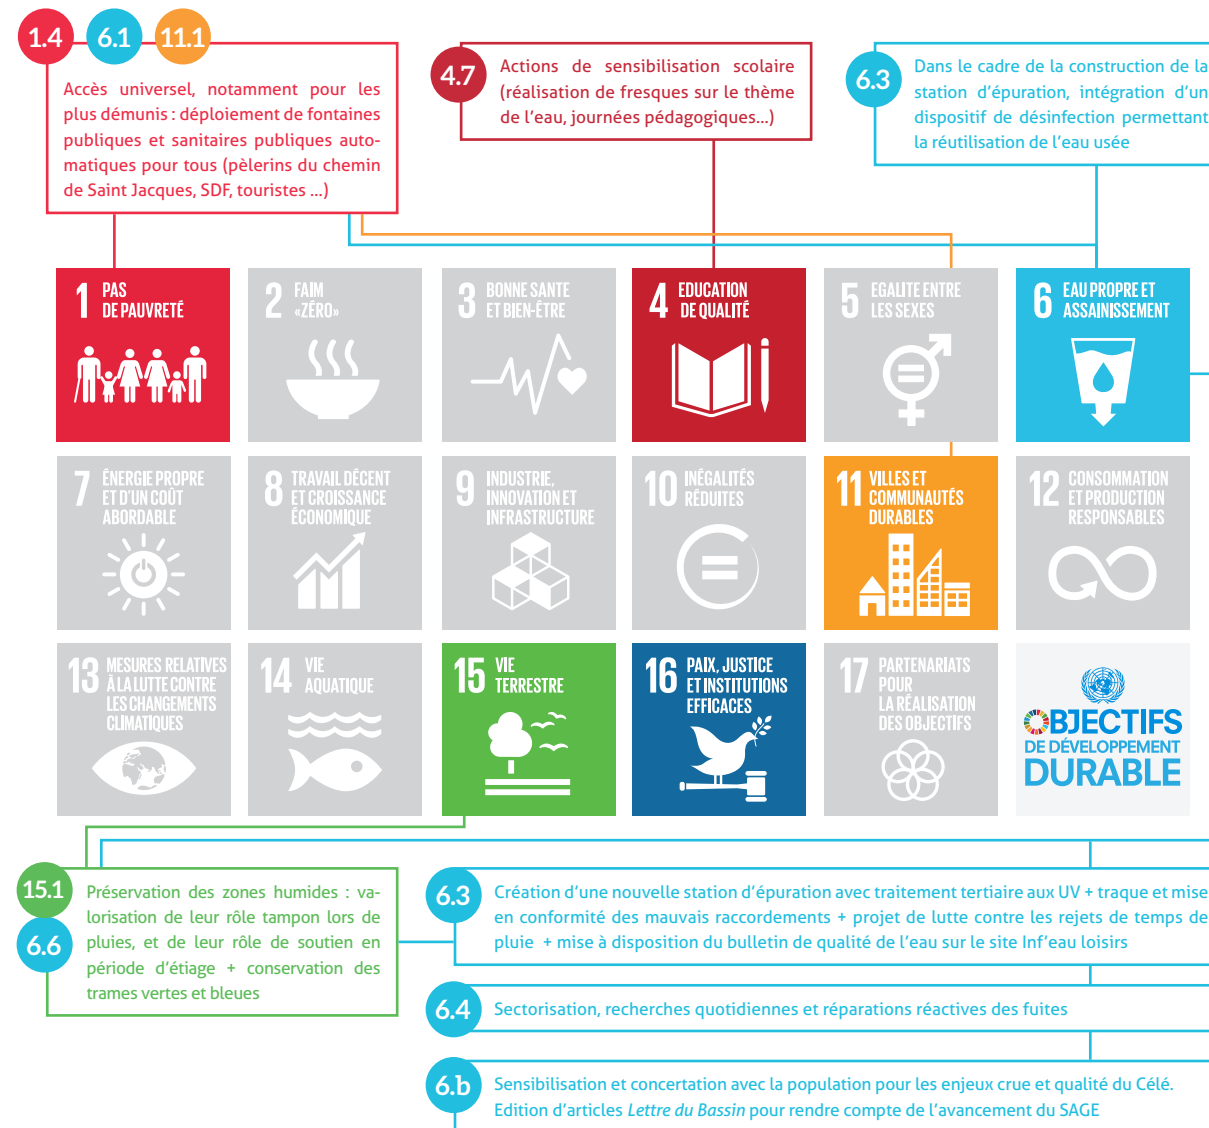 1.4
6.1
11.1
Accès universel, notamment pour les
plus démunis : déploiement de fontaines
publiques et sanitaires publiques auto-
matiques pour tous (pèlerins du chemin
de Saint Jacques, SDF, touristes ...)
4.7
Actions de sensibilisation scolaire
(réalisation de fresques sur le thème
de l'eau, journées pédagogiques...)
6.3
Dans le cadre de la construction de la
station d'épuration, intégration d'un
dispositif de désinfection permettant
la réutilisation de l'eau usée
1 PAS
DE PAUVRETÉ
2 FAIM
«ZÉRO»
3 BONNE SANTE
ET BIEN-ÊTRE
4 EDUCATION
DE QUALITÉ
5 EGALITE ENTRE
LES SEXES
6 EAU PROPRE ET
ASSAINISSEMENT
7 ÉNERGIE PROPRE
ET D'UN COÛT
ABORDABLE
8 TRAVAIL DÉCENT
ET CROISSANCE
ÉCONOMIQUE
9 INDUSTRIE,
INNOVATION ET
INFRASTRUCTURE
10 INÉGALITÉS
RÉDUITES
11 VILLES ET
COMMUNAUTÉS
DURABLES
12 CONSOMMATION
ET PRODUCTION
RESPONSABLES
13 MESURES RELATIVES
À LA LUTTE CONTRE
LES CHANGEMENTS
CLIMATIQUES
14 VIE
AQUATIQUE
15 VIE
TERRESTRE
16 PAIX, JUSTICE
ET INSTITUTIONS
EFFICACES
17 PARTENARIATS
POUR
LA RÉALISATION
DES OBJECTIFS
OBJECTIFS
DE DÉVELOPPEMENT
DURABLE
15.1
6.6
Préservation des zones humides : va-
lorisation de leur rôle tampon lors de
pluies, et de leur rôle de soutien en
période d'étiage + conservation des
trames vertes et bleues
6.3
Création d'une nouvelle station d'épuration avec traitement tertiaire aux UV + traque et mise
en conformité des mauvais raccordements + projet de lutte contre les rejets de temps de
pluie + mise à disposition du bulletin de qualité de l'eau sur le site Inf'eau loisirs
6.4
Sectorisation, recherches quotidiennes et réparations réactives des fuites
6.b
Sensibilisation et concertation avec la population pour les enjeux crue et qualité du Célé.
Edition d'articles Lettre du Bassin pour rendre compte de l'avancement du SAGE